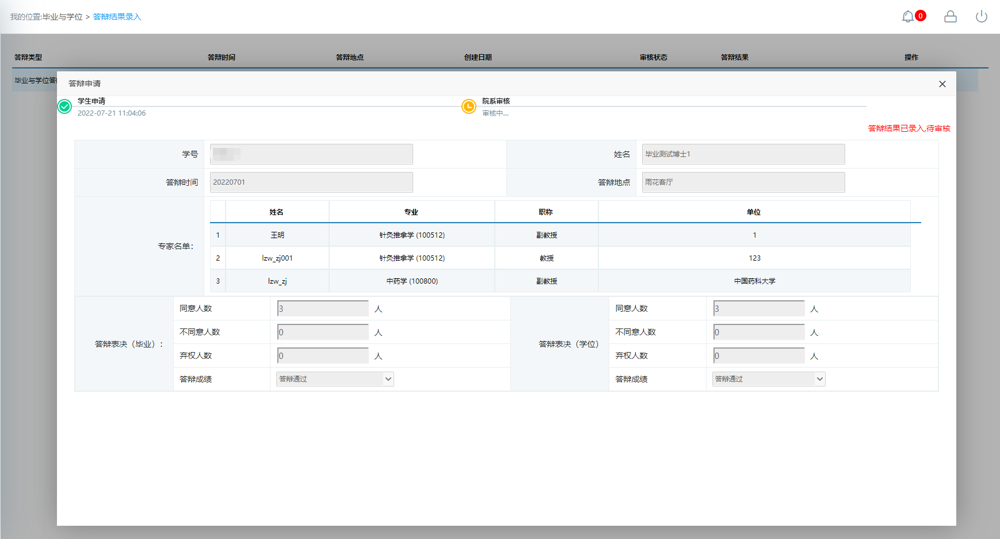 我的位置:毕业与学位 > 答辩结果录入
0
答辩类型 答辩时间 答辩地点 创建日期 审核状态 答辩结果 操作
毕业与学位答
答辩申请
学生申请
2022-07-21 11:04:06
院系审核
审核中...
答辩结果已录入,待审核
学号
姓名 毕业测试博士1
答辩时间 20220701
答辩地点 雨花客厅
专家名单：
姓名 专业 职称 单位
1 王明 针灸推拿学 (100512) 副教授 1
2 lzw_zj001 针灸推拿学 (100512) 教授 123
3 lzw_zj 中药学 (100800) 副教授 中国药科大学
答辩表决（毕业）：
同意人数 3 人
不同意人数 0 人
弃权人数 0 人
答辩成绩 答辩通过
答辩表决（学位）
同意人数 3 人
不同意人数 0 人
弃权人数 0 人
答辩成绩 答辩通过